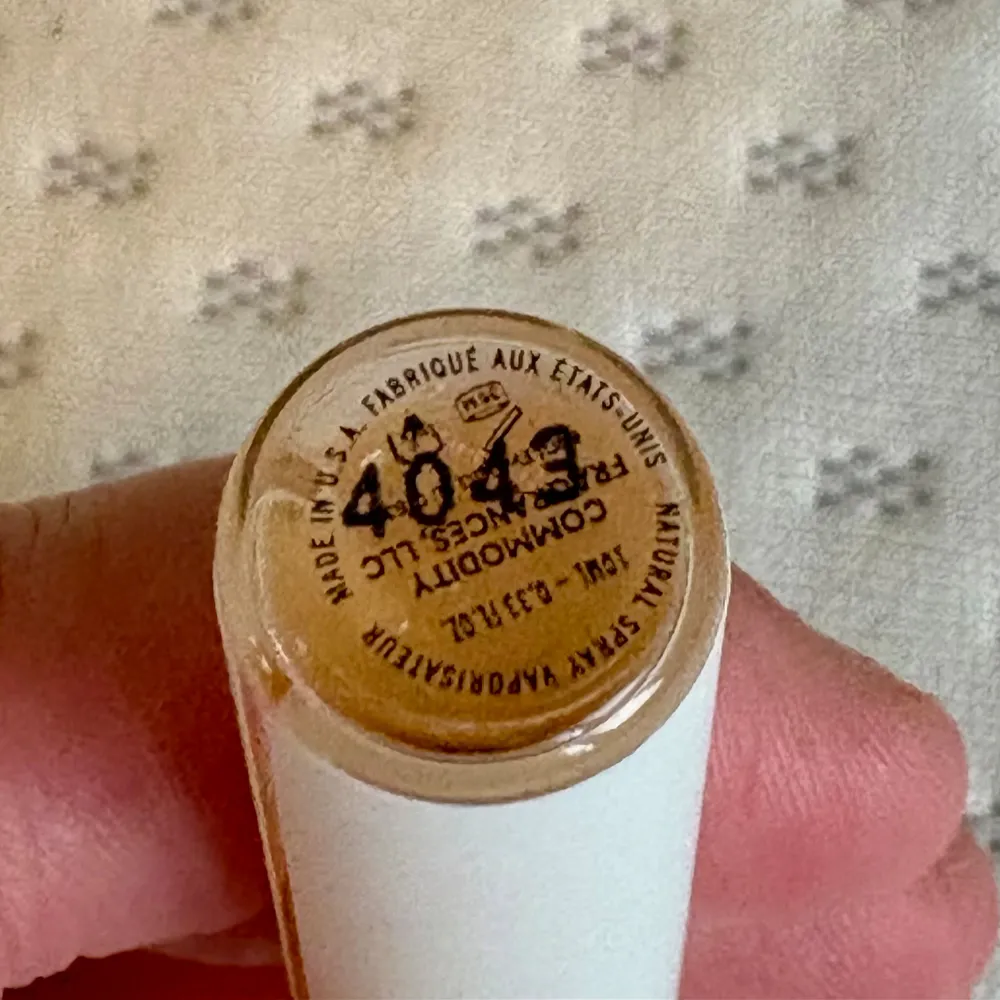 MADE IN U.S.A. FABRIQUÉ AUX ÉTATS-UNIS
NATURAL SPRAY VAPORISATEUR
4043
10ML – 0.33 FL.OZ.
COMMODITY
FRAGRANCES, LLC